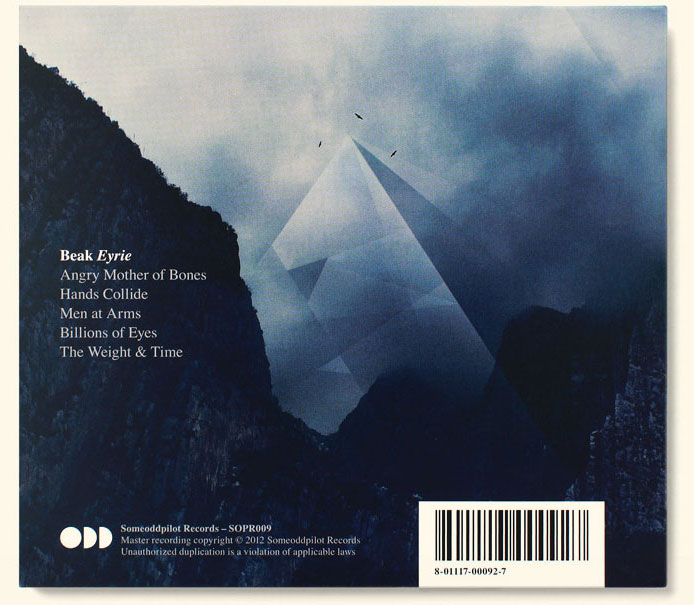 Beak Eyrie
Angry Mother of Bones
Hands Collide
Men at Arms
Billions of Eyes
The Weight & Time
ODD
Someoddpilot Records – SOPR009
Master recording copyright © 2012 Someoddpilot Records
Unauthorized duplication is a violation of applicable laws
8-01117-00092-7